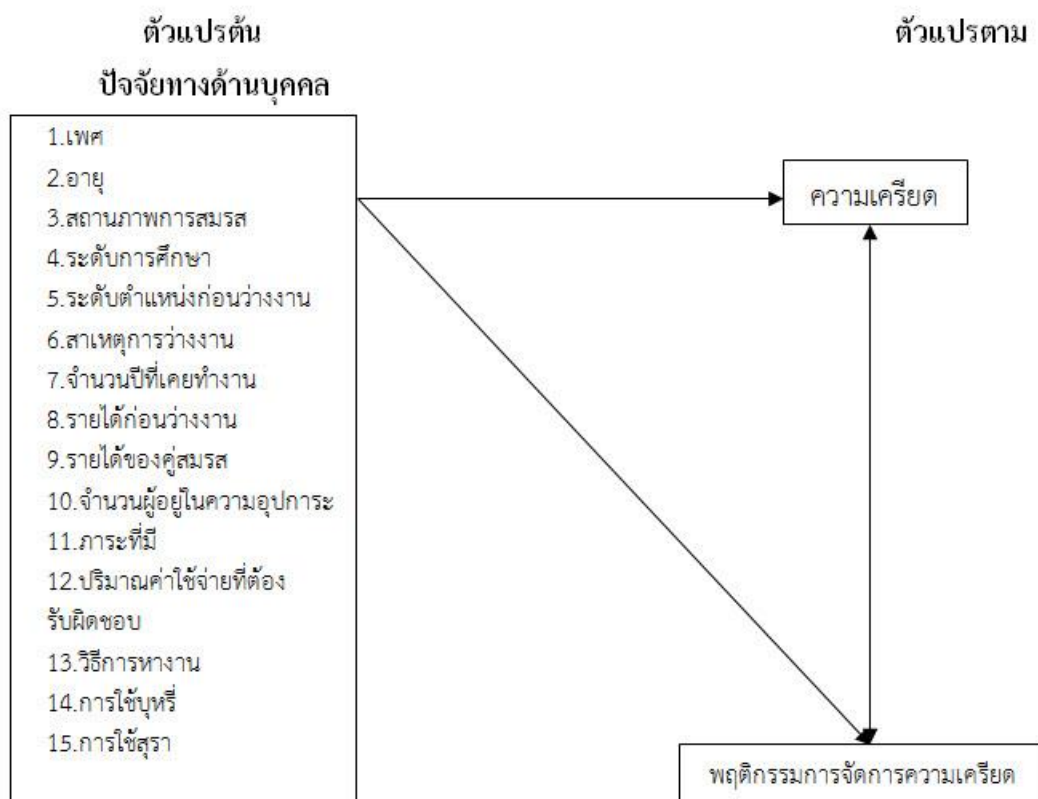 ตัวแปรต้น
ตัวแปรตาม
ปัจจัยทางด้านบุคคล
1.เพศ
2.อายุ
3.สถานภาพการสมรส
4.ระดับการศึกษา
5.ระดับตำแหน่งก่อนว่างงาน
6.สาเหตุการว่างงาน
7.จำนวนปีที่เคยทำงาน
8.รายได้ก่อนว่างงาน
9.รายได้ของคู่สมรส
10.จำนวนผู้อยู่ในความอุปการะ
11.ภาระที่มี
12.ปริมาณค่าใช้จ่ายที่ต้อง
รับผิดชอบ
13.วิธีการหางาน
14.การใช้บุหรี่
15.การใช้สุรา
ความเครียด
พฤติกรรมการจัดการความเครียด